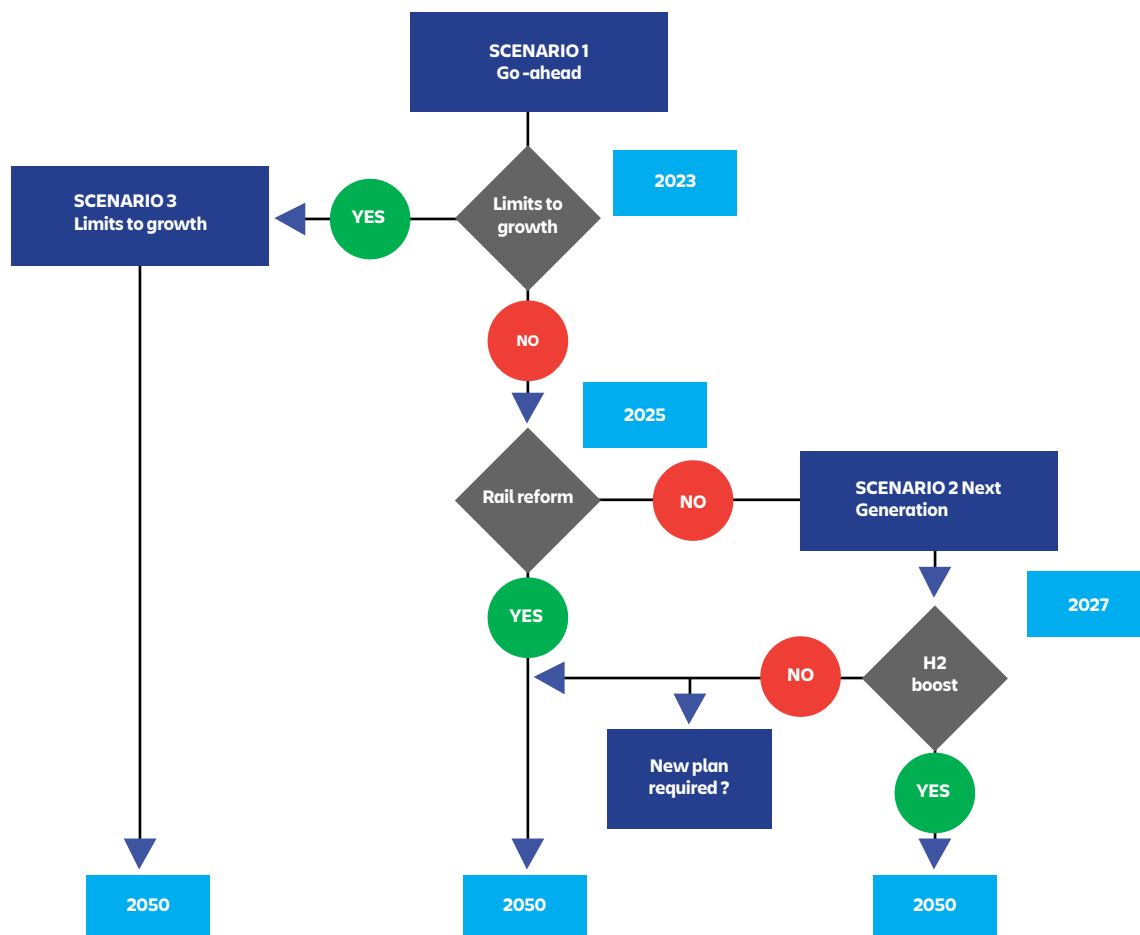 SCENARIO 1
Go-ahead
2023
SCENARIO 3
Limits to growth
YES
Limits to
growth
NO
2025
Rail reform
NO
SCENARIO 2 Next
Generation
YES
2027
NO
H2
boost
New plan
required ?
YES
2050
2050
2050